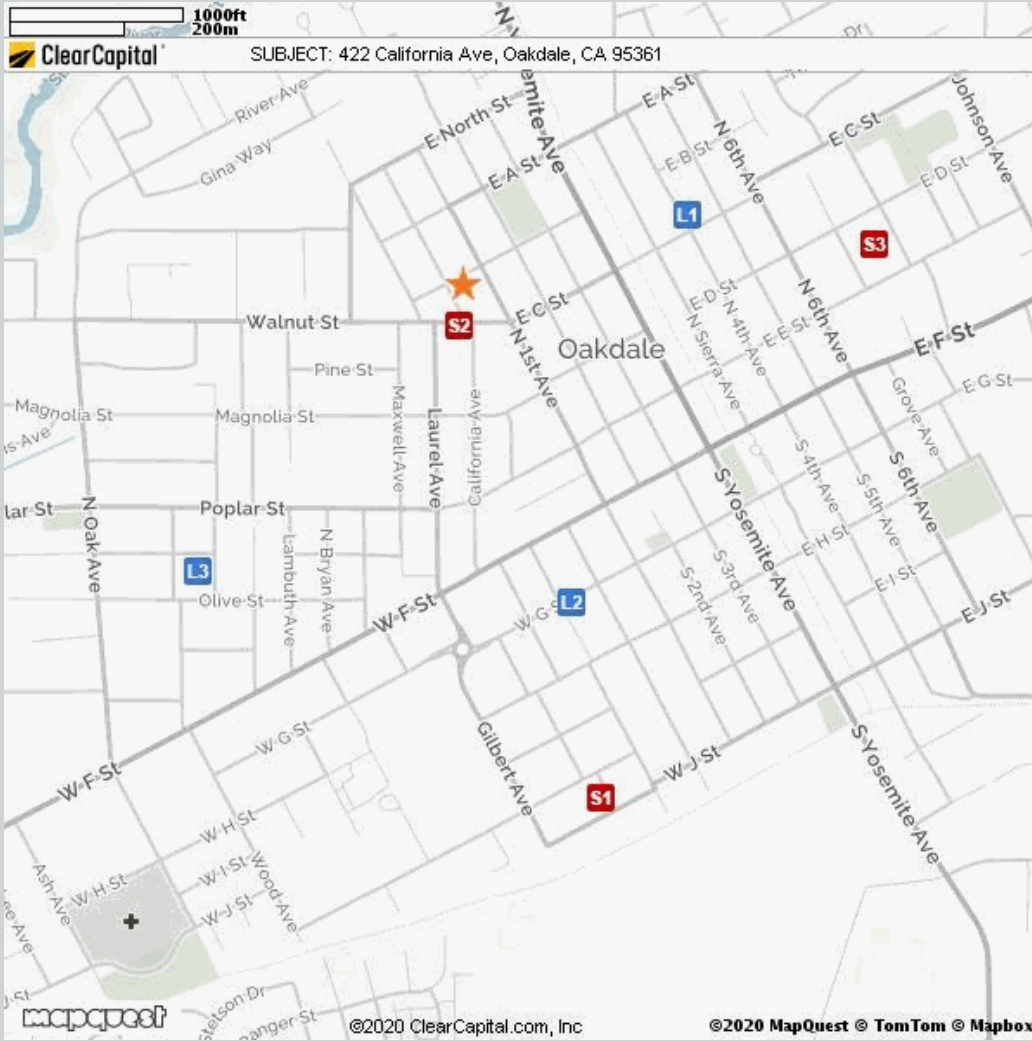 1000ft
200m
ClearCapital
SUBJECT: 422 California Ave, Oakdale, CA 95361
River Ave
E North St
E A St
Johnson Ave
Gina Way
E A St
E B St
N 6th Ave
E C St
E D St
L1
S3
Walnut St
S2
E C St
E D St
N 4th Ave
E E St
N 6th Ave
N Sierra Ave
E F St
Oakdale
Pine St
N 1st Ave
Magnolia St
Magnolia St
Maxwell Ave
Laurel Ave
California Ave
Grove Ave
E G St
N Oak Ave
Poplar St
S Yosemite Ave
S 4th Ave
S 5th Ave
S 6th Ave
L3
Olive St
Lambuth Ave
N Bryan Ave
W F St
W G St
L2
S 2nd Ave
S 3rd Ave
E H St
E I St
E J St
W G St
Gilbert Ave
W J St
S1
S Yosemite Ave
W F St
W H St
W I St
W J St
Wood Ave
Ash Ave
W H St
Stetson Dr
mapquest
©2020 ClearCapital.com, Inc
©2020 MapQuest © TomTom © Mapbox